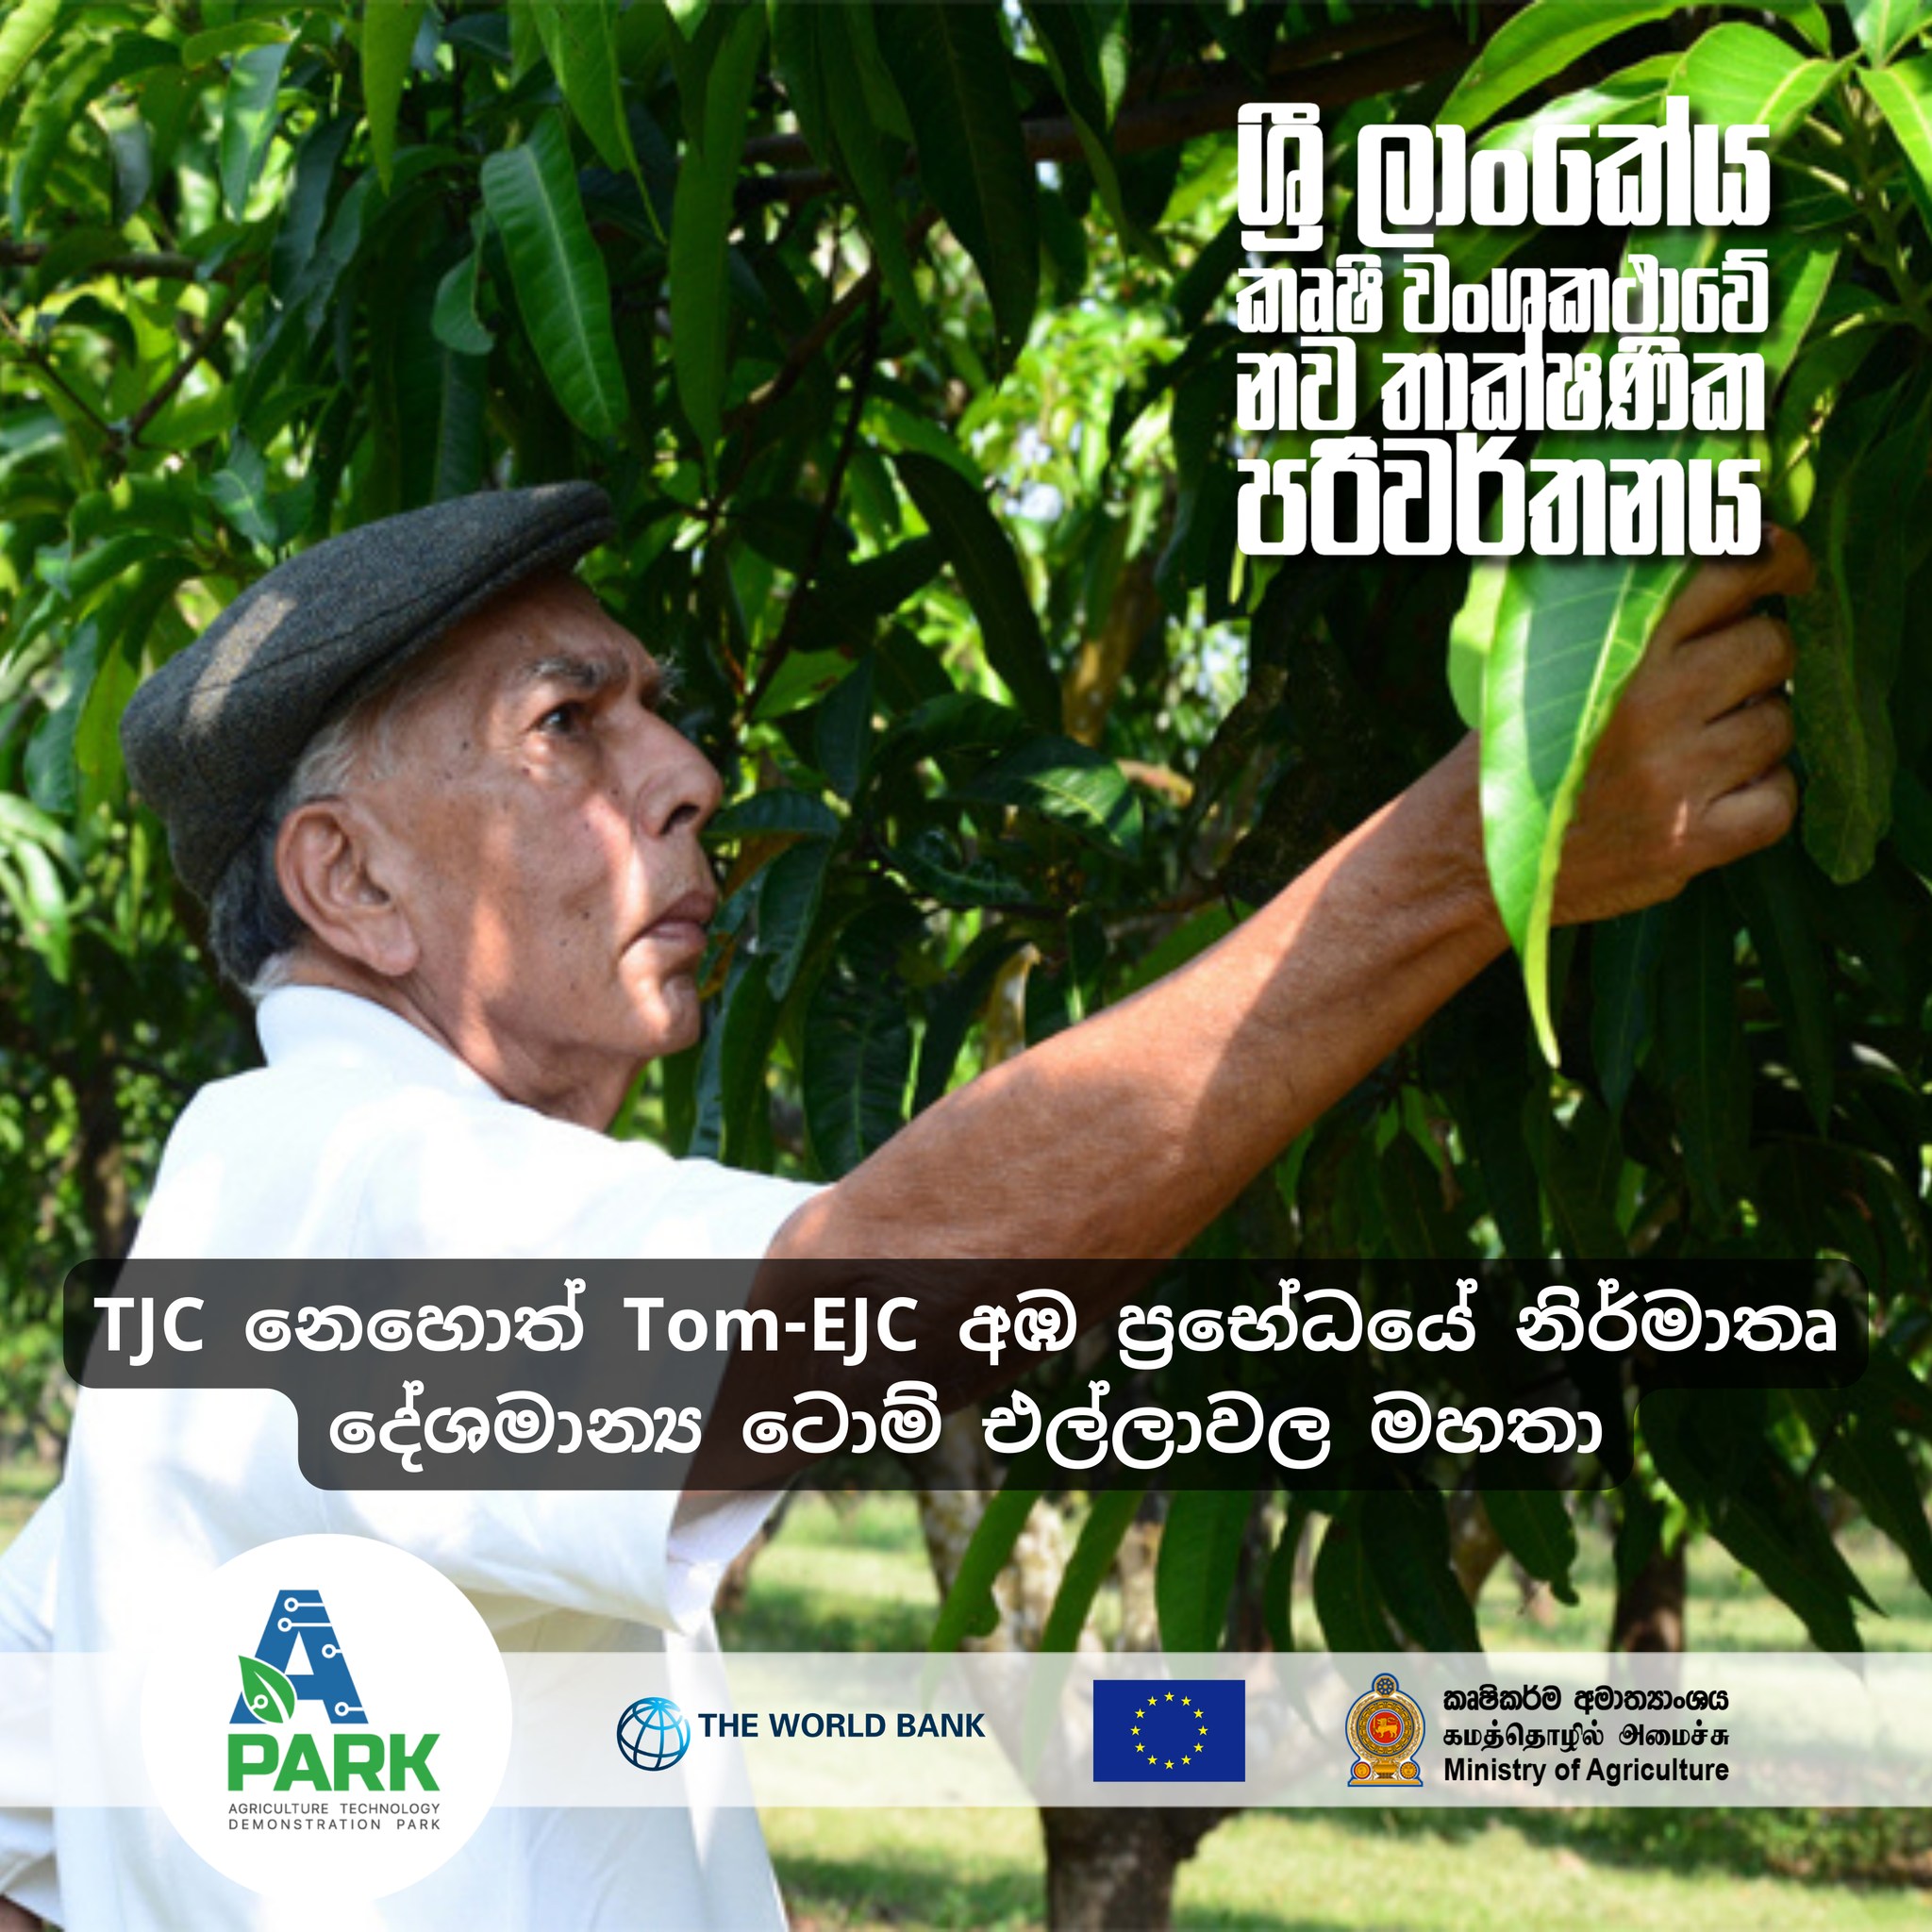 ශ්‍රී ලාංකේය
කෘෂි වංශකථාවේ
නව තාක්ෂණික
පරිවර්තනය
TJC නෙහොත් Tom-EJC අඹ ප්‍රභේධයේ නිර්මාතෘ
දේශමාන්‍ය ටොම් එල්ලාවල මහතා
A
PARK
AGRICULTURE TECHNOLOGY
DEMONSTRATION PARK
THE WORLD BANK
කෘෂිකර්ම අමාත්‍යාංශය
கமத்தொழில் அமைச்சு
Ministry of Agriculture